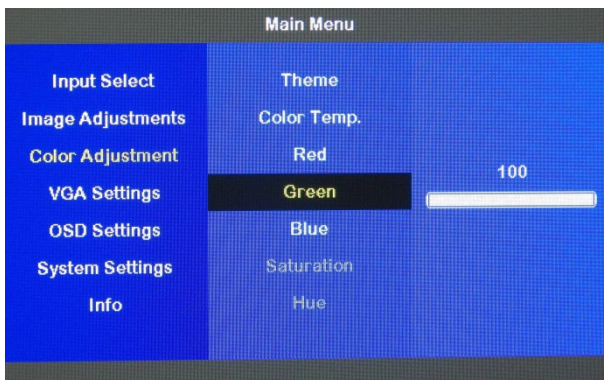 Main Menu
Input Select
Image Adjustments
Color Adjustment
VGA Settings
OSD Settings
System Settings
Info
Theme
Color Temp.
Red
Green
Blue
Saturation
Hue
100